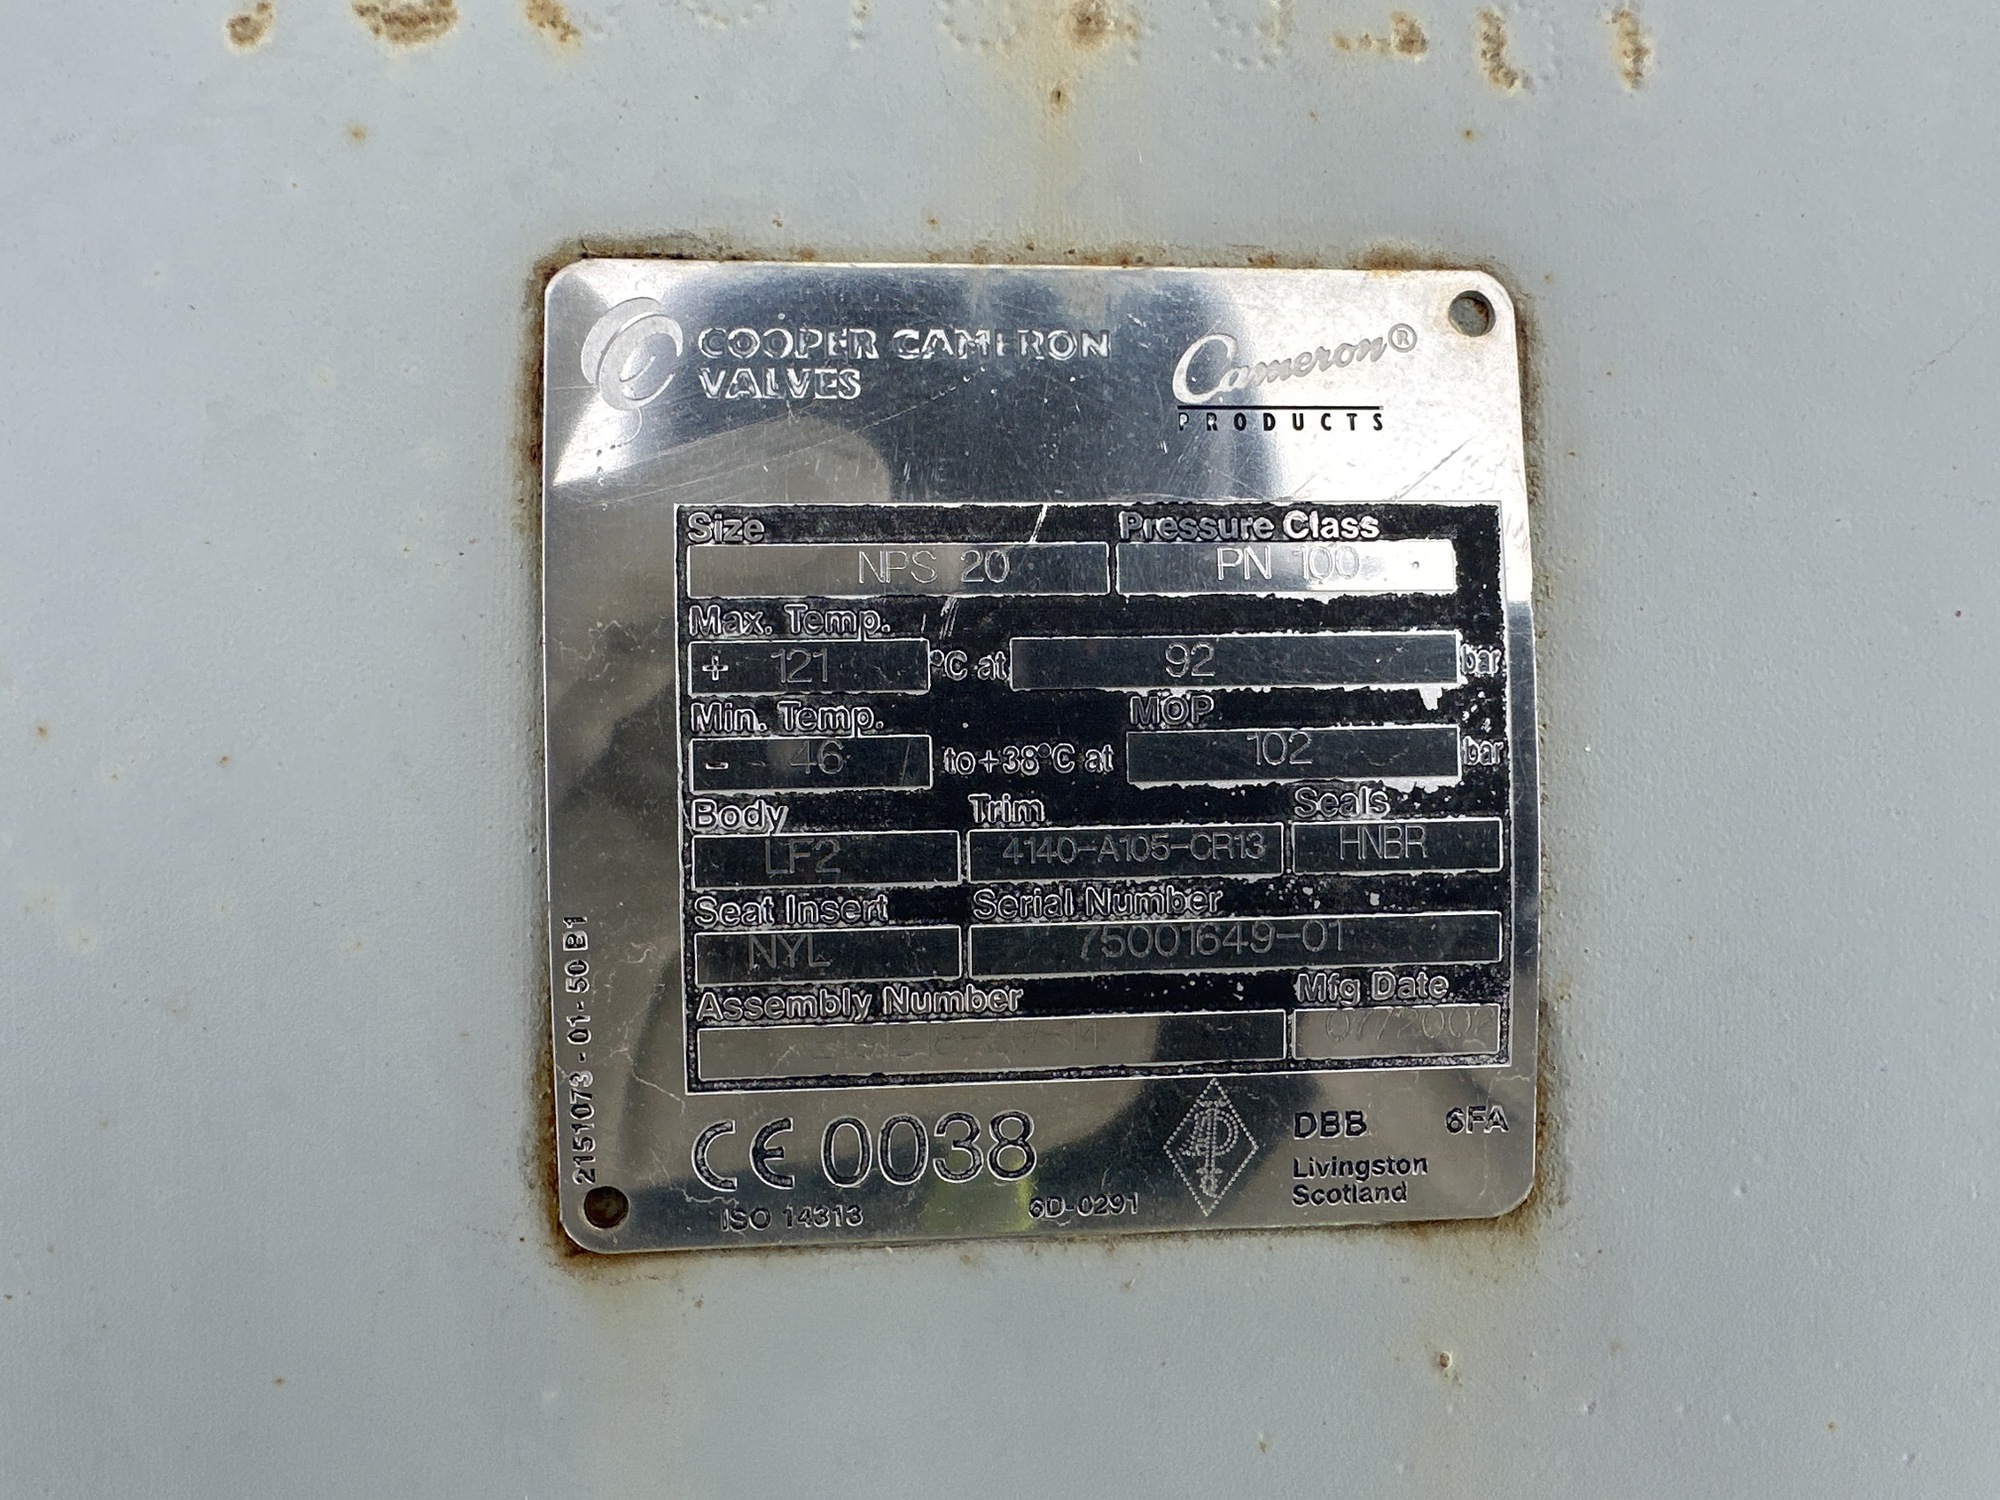 COOPER CAMERON
VALVES
Cameron®
PRODUCTS
Size Pressure Class
NPS 20 PN 100
Max. Temp.
+ 121 °C at 92 bar
Min. Temp. MOP
- 46 to +38°C at 102 bar
Body Trim Seals
LF2 4140-A105-CR13 HNBR
Seat Insert Serial Number
NYL 75001649-01
Assembly Number Mfg Date
07/2002
CE 0038
ISO 14313 6D-0291
DBB 6FA
Livingston
Scotland
2151073-01-50 B1